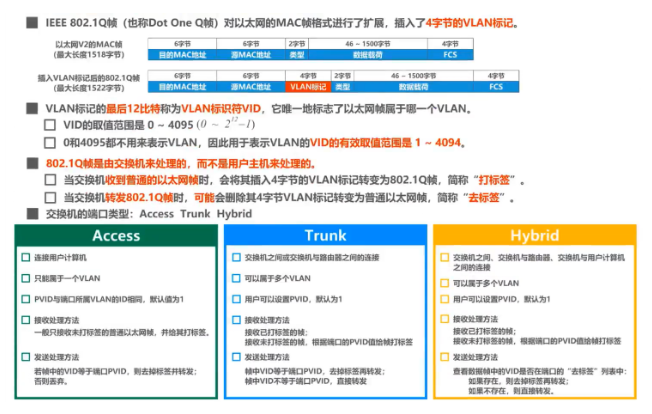 IEEE 802.1Q帧（也称Dot One Q帧）对以太网的MAC帧格式进行了扩展，插入了4字节的VLAN标记。
6字节 6字节 2字节 46 ~ 1500字节 4字节
以太网V2的MAC帧
(最大长度1518字节)
目的MAC地址 源MAC地址 类型 数据载荷 FCS
6字节 6字节 4字节 2字节 46 ~ 1500字节 4字节
插入VLAN标记后的802.1Q帧
(最大长度1522字节)
目的MAC地址 源MAC地址 VLAN标记 类型 数据载荷 FCS
VLAN标记的最后12比特称为VLAN标识符VID，它唯一地标志了以太网帧属于哪一个VLAN。
VID的取值范围是 0 ~ 4095 (0 ~ 2¹²−1)
0和4095都不用来表示VLAN，因此用于表示VLAN的VID的有效取值范围是 1 ~ 4094。
802.1Q帧是由交换机来处理的，而不是用户主机来处理的。
当交换机收到普通的以太网帧时，会将其插入4字节的VLAN标记转变为802.1Q帧，简称“打标签”。
当交换机转发802.1Q帧时，可能会删除其4字节VLAN标记转变为普通以太网帧，简称“去标签”。
交换机的端口类型：Access Trunk Hybrid
Access
连接用户计算机
只能属于一个VLAN
PVID与端口所属VLAN的ID相同，默认值为1
接收处理方法
一般只接收未打标签的普通以太网帧，并给其打标签。
发送处理方法
若帧中的VID等于端口PVID，则去掉标签并转发；
否则丢弃。
Trunk
交换机之间或交换机与路由器之间的连接
可以属于多个VLAN
用户可以设置PVID，默认为1
接收处理方法
接收已打标签的帧；
接收未打标签的帧，根据端口的PVID值给帧打标签
发送处理方法
帧中VID等于端口PVID，去掉标签再转发；
帧中VID不等于端口PVID，直接转发
Hybrid
交换机之间、交换机与路由器、交换机与用户计算机
之间的连接
可以属于多个VLAN
用户可以设置PVID，默认为1
接收处理方法
接收已打标签的帧；
接收未打标签的帧，根据端口的PVID值给帧打标签
发送处理方法
查看数据帧中的VID是否在端口的“去标签”列表中：
如果存在，则去掉标签再转发；
如果不存在，则直接转发。